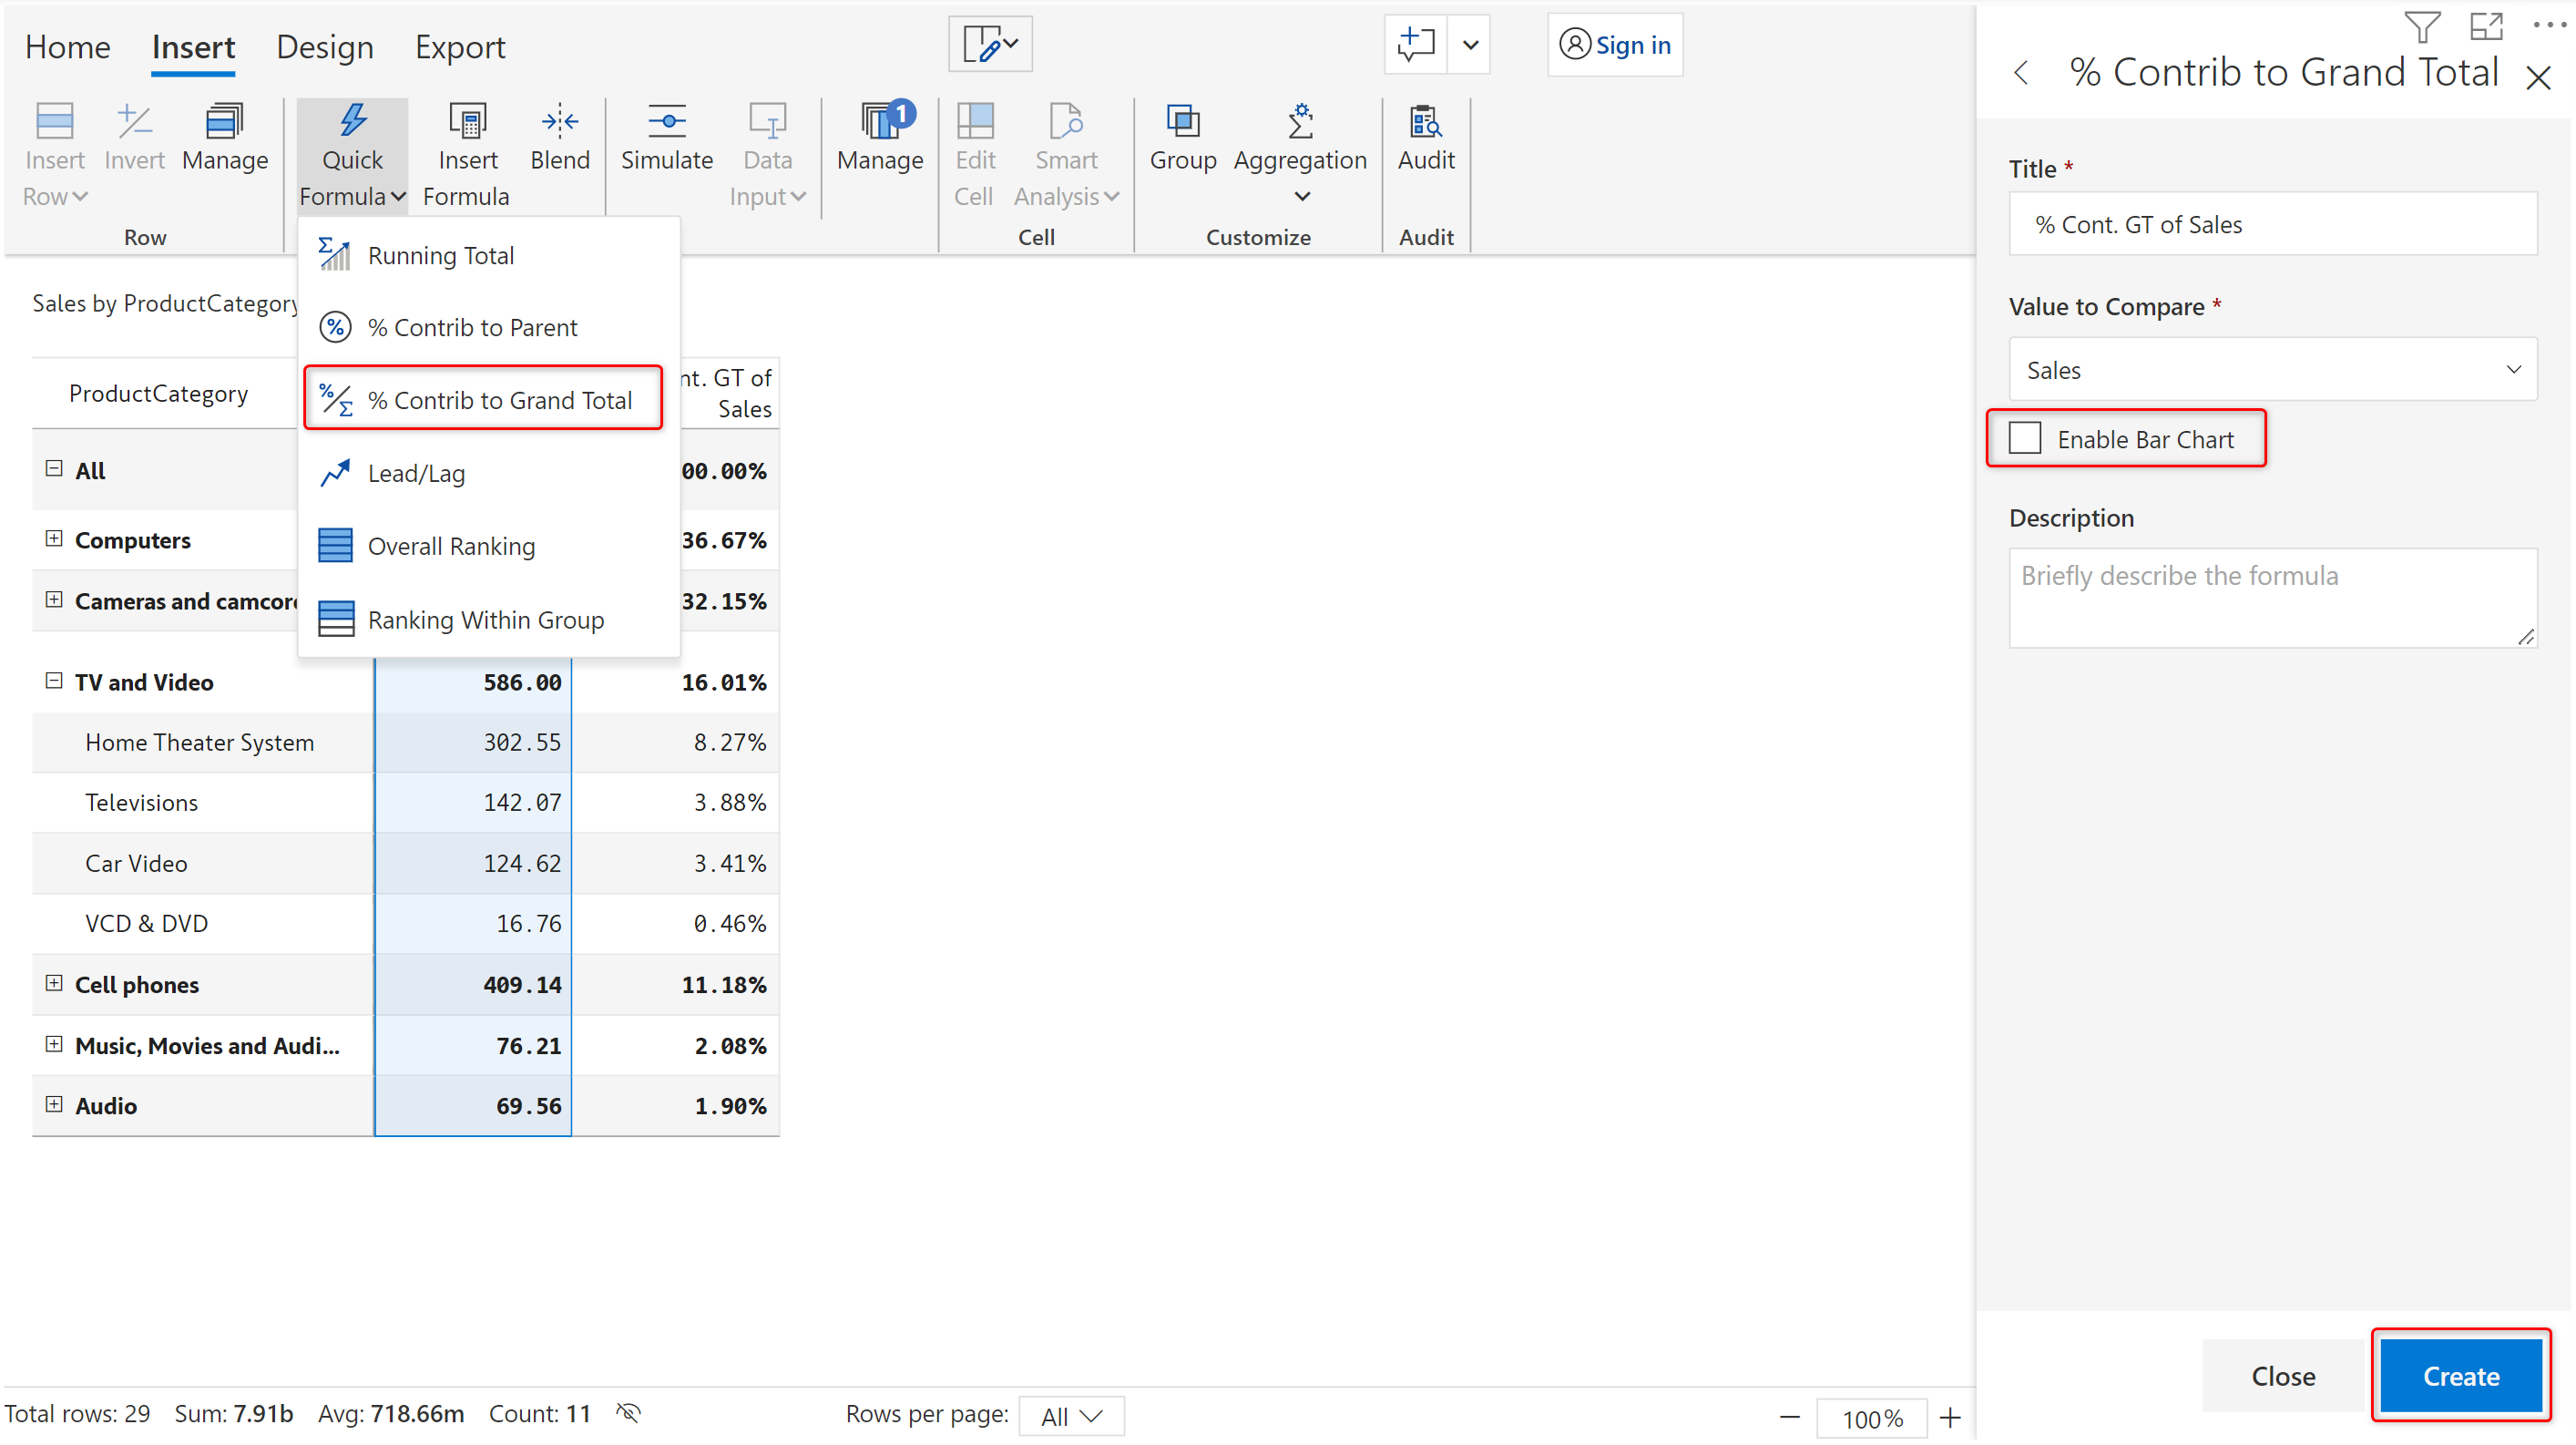 Home Insert Design Export
Sign in
% Contrib to Grand Total
Insert Row
Invert
Manage
Row
Quick Formula
Insert Formula
Blend
Simulate
Data Input
Manage
1
Edit Cell
Smart Analysis
Cell
Group
Aggregation
Customize
Audit
Audit
Running Total
% Contrib to Parent
% Contrib to Grand Total
Lead/Lag
Overall Ranking
Ranking Within Group
Sales by ProductCategory
ProductCategory
nt. GT of
Sales
All 00.00%
Computers 36.67%
Cameras and camcor 32.15%
TV and Video 586.00 16.01%
Home Theater System 302.55 8.27%
Televisions 142.07 3.88%
Car Video 124.62 3.41%
VCD & DVD 16.76 0.46%
Cell phones 409.14 11.18%
Music, Movies and Audi... 76.21 2.08%
Audio 69.56 1.90%
Title *
% Cont. GT of Sales
Value to Compare *
Sales
Enable Bar Chart
Description
Briefly describe the formula
Close Create
Total rows: 29 Sum: 7.91b Avg: 718.66m Count: 11 Rows per page: All 100%